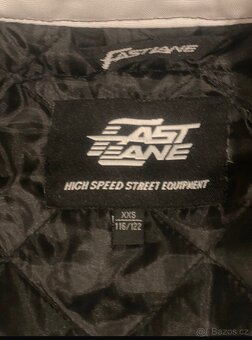 FASTLANE
FAST
LANE
HIGH SPEED STREET EQUIPMENT
XXS
116/122
Bazos.cz